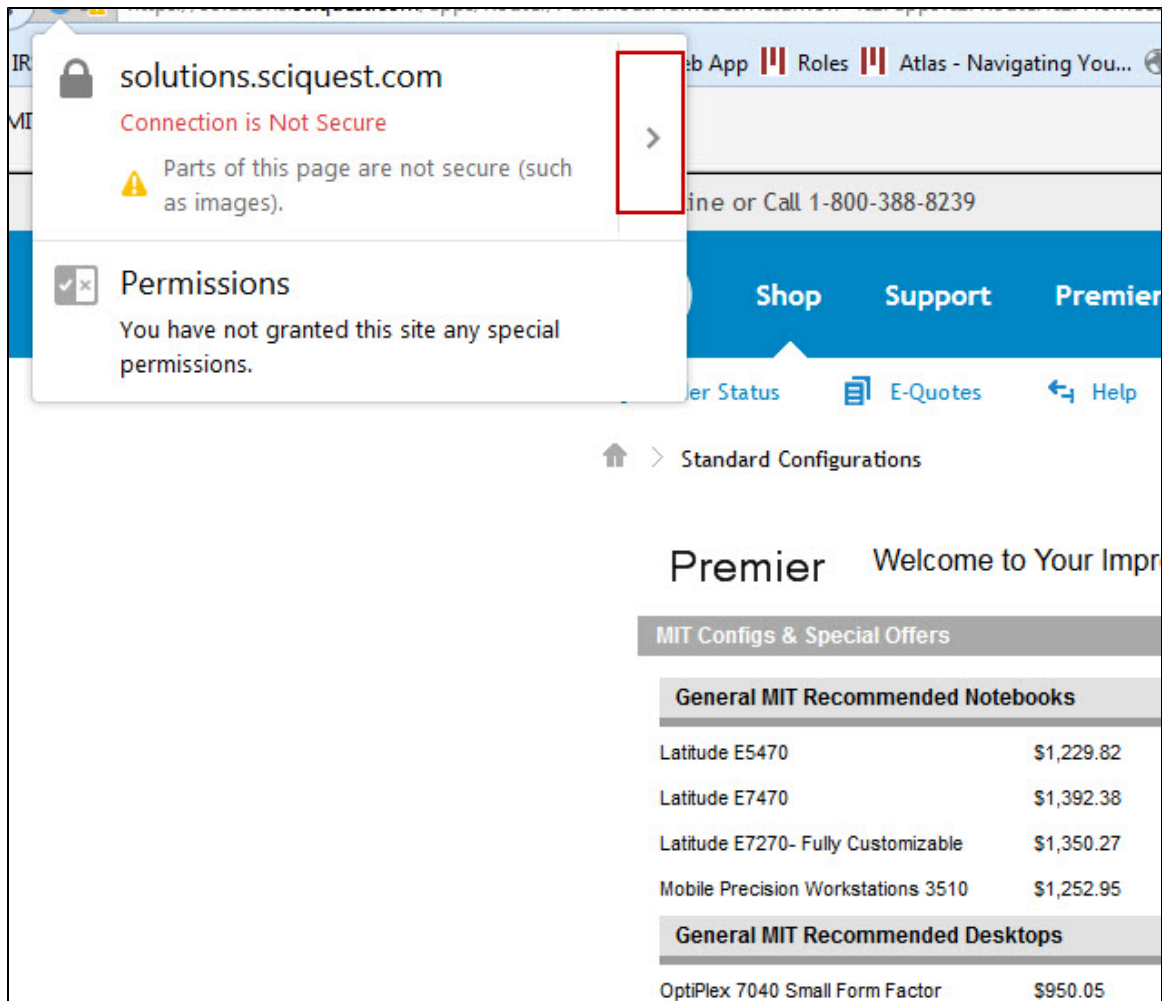 IR
eb App Roles Atlas - Navigating You...
solutions.sciquest.com
Connection is Not Secure
Parts of this page are not secure (such
as images).
Permissions
You have not granted this site any special
permissions.
MI
ine or Call 1-800-388-8239
Shop Support Premier
er Status E-Quotes Help
Standard Configurations
Premier Welcome to Your Impr
MIT Configs & Special Offers
General MIT Recommended Notebooks
Latitude E5470 $1,229.82
Latitude E7470 $1,392.38
Latitude E7270- Fully Customizable $1,350.27
Mobile Precision Workstations 3510 $1,252.95
General MIT Recommended Desktops
OptiPlex 7040 Small Form Factor $950.05